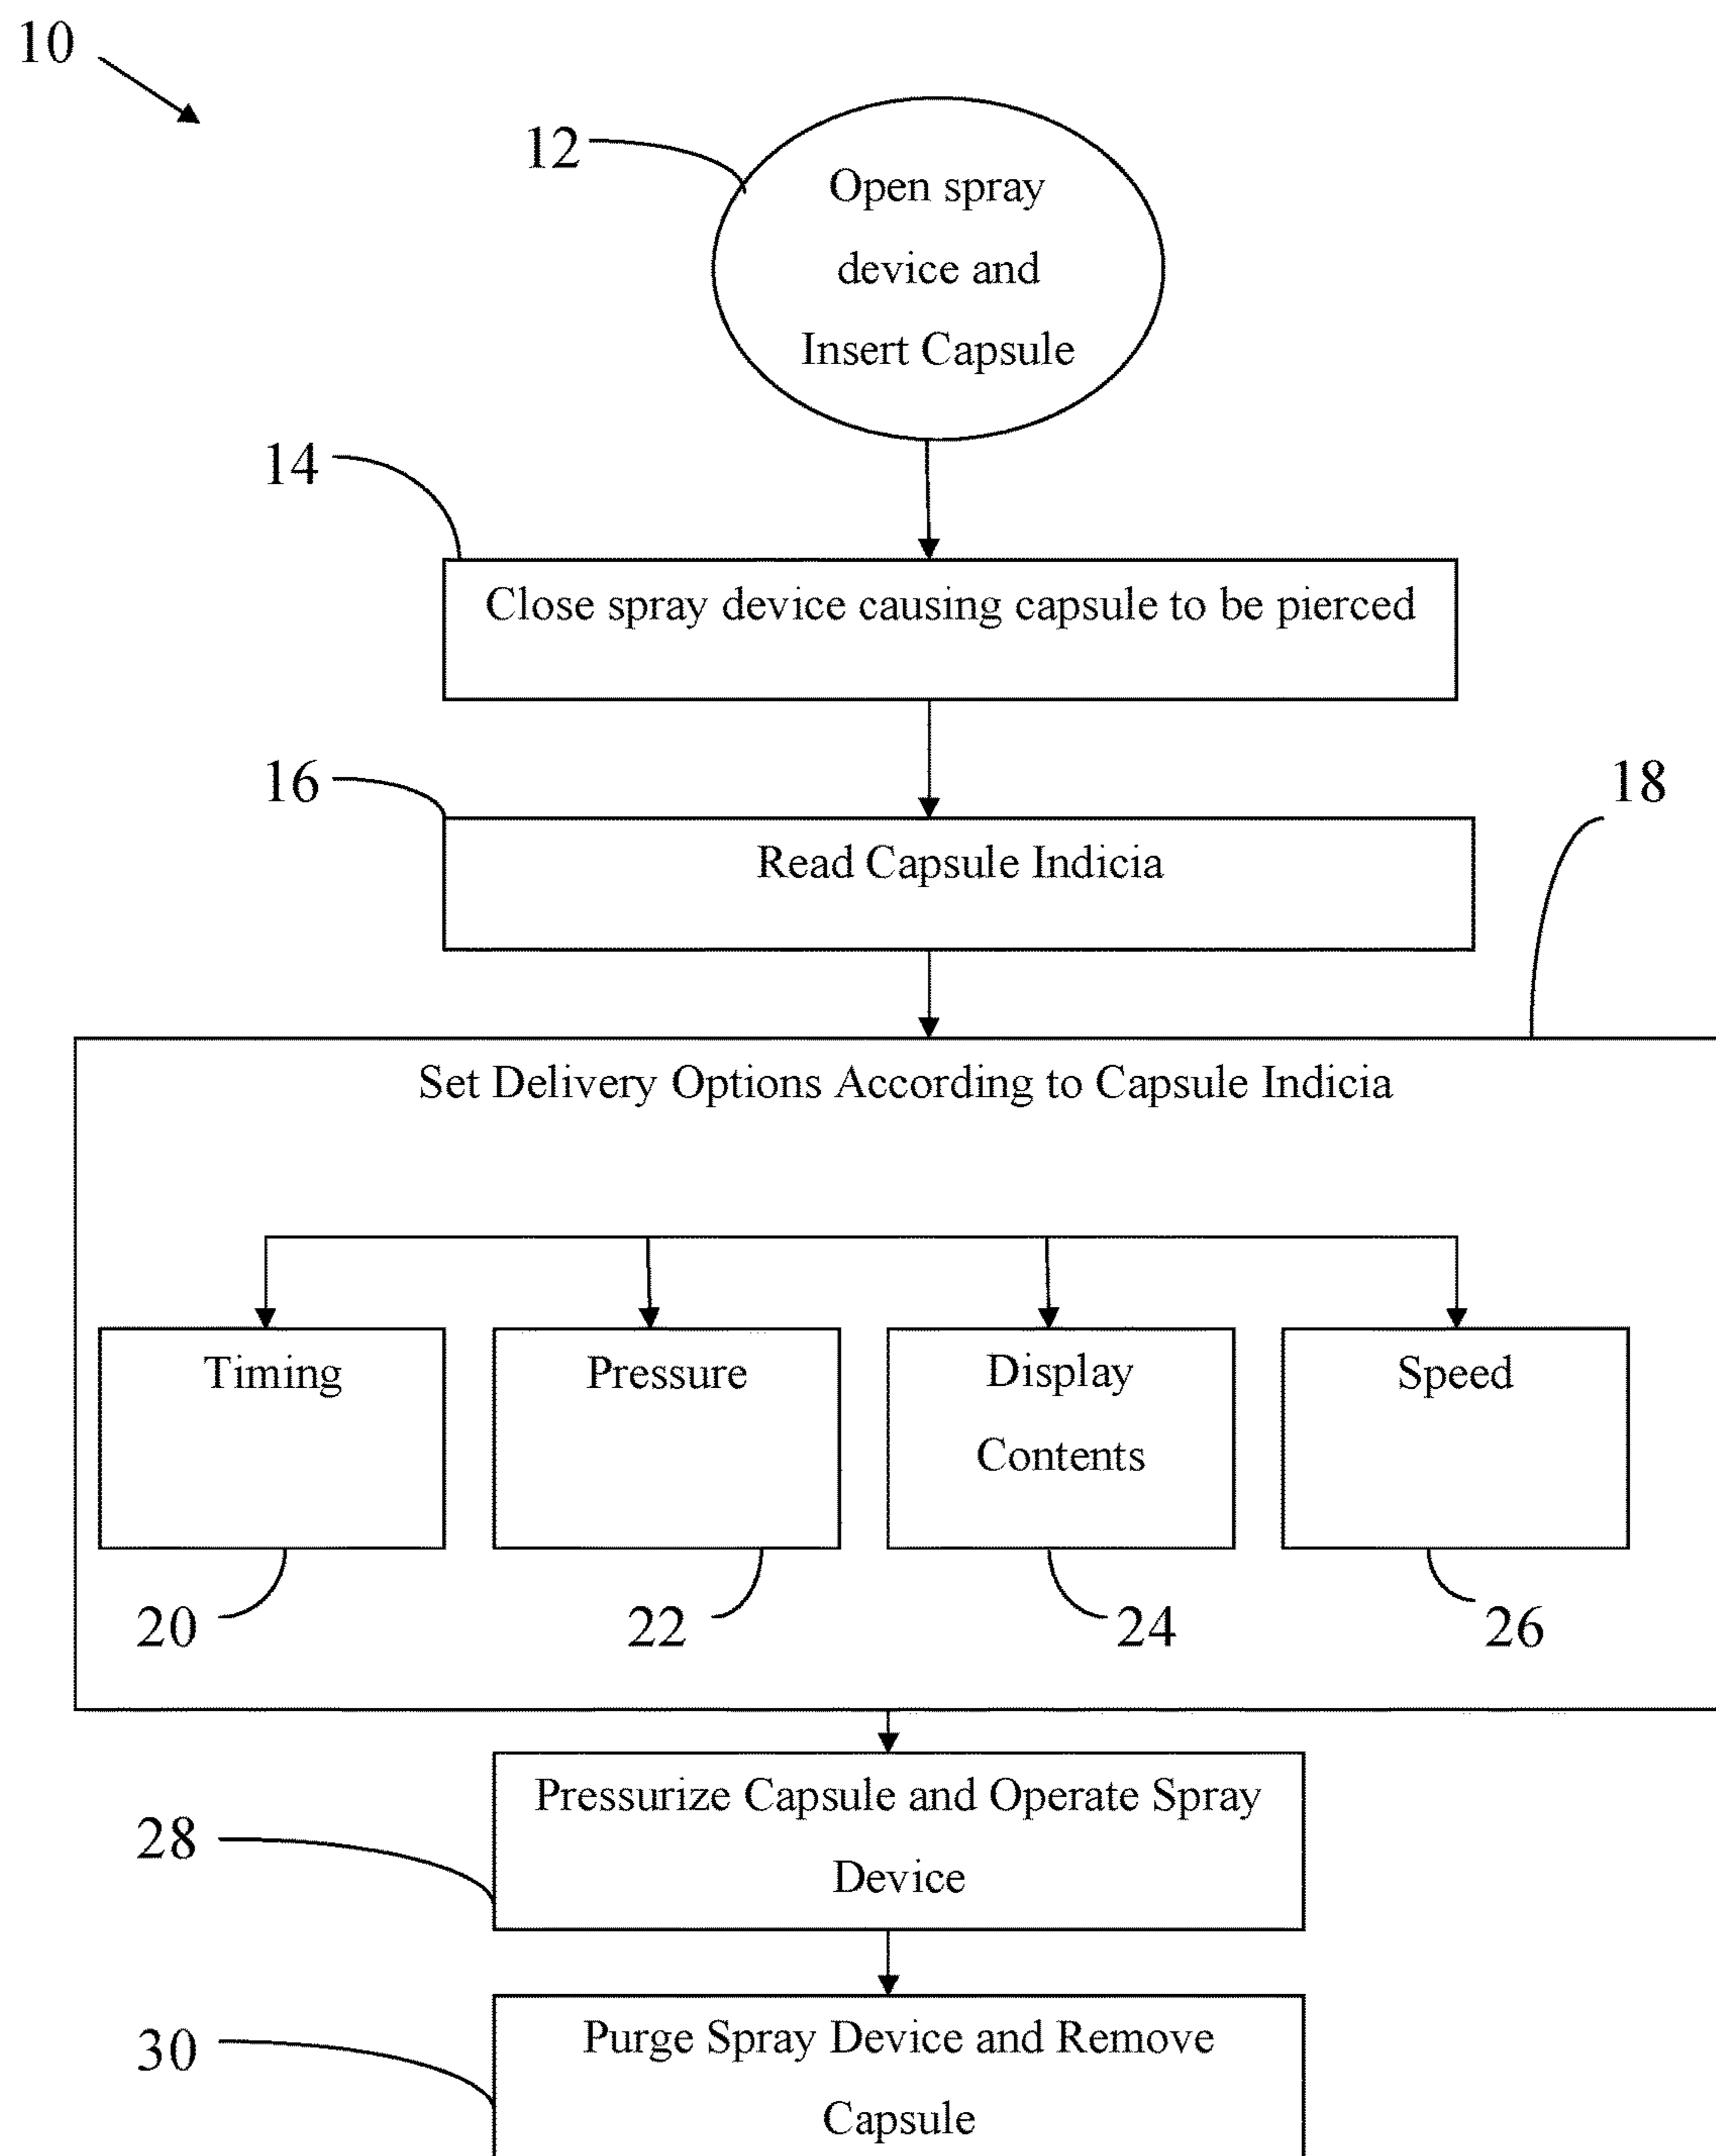 10
12
Open spray
device and
Insert Capsule
14
Close spray device causing capsule to be pierced
16
18
Read Capsule Indicia
Set Delivery Options According to Capsule Indicia
Timing
Pressure
Display
Contents
Speed
20
22
24
26
Pressurize Capsule and Operate Spray
Device
28
Purge Spray Device and Remove
Capsule
30